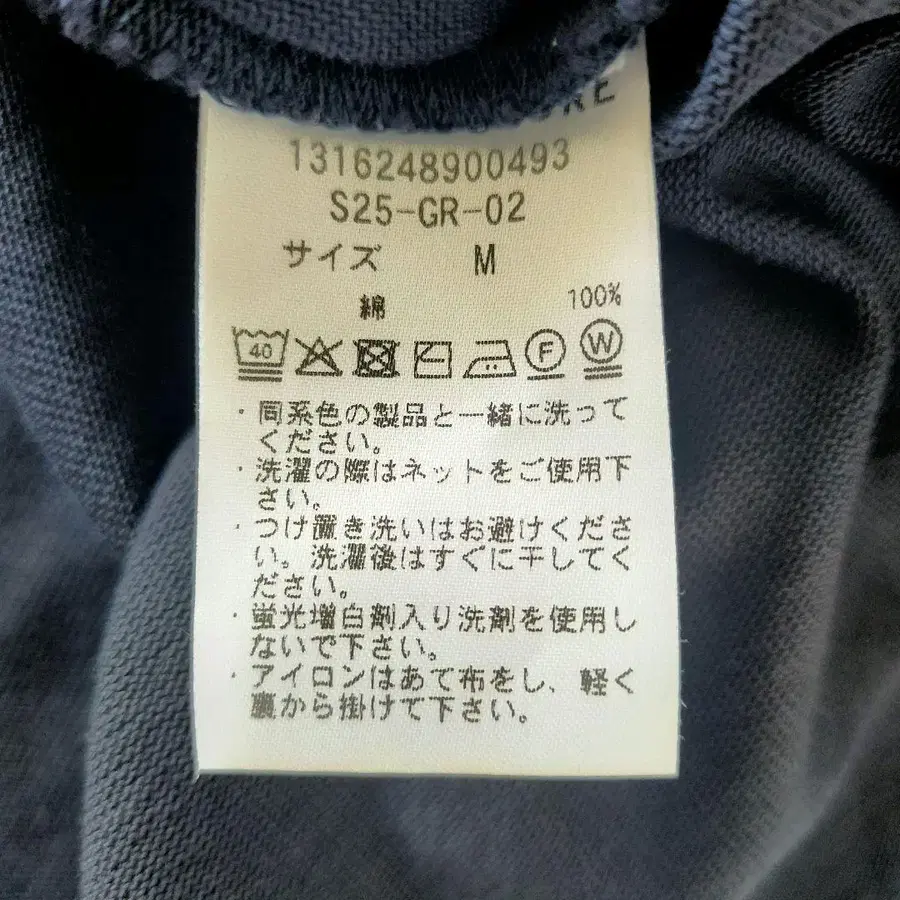 1316248900493
S25-GR-02
サイズ M
綿 100%
40 F W
・同系色の製品と一緒に洗って
ください。
・洗濯の際はネットをご使用下
さい。
・つけ置き洗いはお避けくださ
い。洗濯後はすぐに干してく
ださい。
・蛍光増白剤入り洗剤を使用し
ないで下さい。
・アイロンはあて布をし、軽く
裏から掛けて下さい。